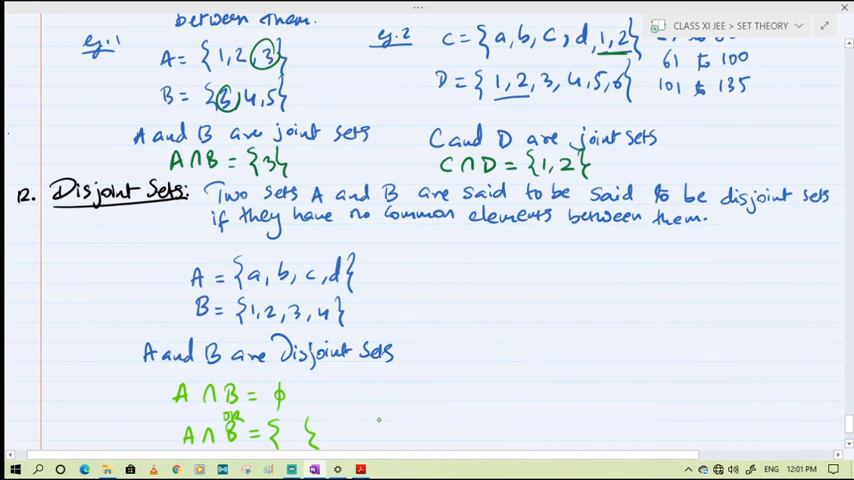 between them.
CLASS XI JEE > SET THEORY
eg.1
eg.2
C = {a, b, c, d, 1, 2}
A = {1, 2, 3}
61 to 100
D = {1, 2, 3, 4, 5, 6}
101 to 135
B = {3, 4, 5}
A and B are joint sets
C and D are joint sets
A ∩ B = {3}
C ∩ D = {1, 2}
12. Disjoint Sets: Two sets A and B are said to be said to be disjoint sets
if they have no common elements between them.
A = {a, b, c, d}
B = {1, 2, 3, 4}
A and B are Disjoint sets
A ∩ B = ϕ
OR
A ∩ B = { }
ENG 12:01 PM